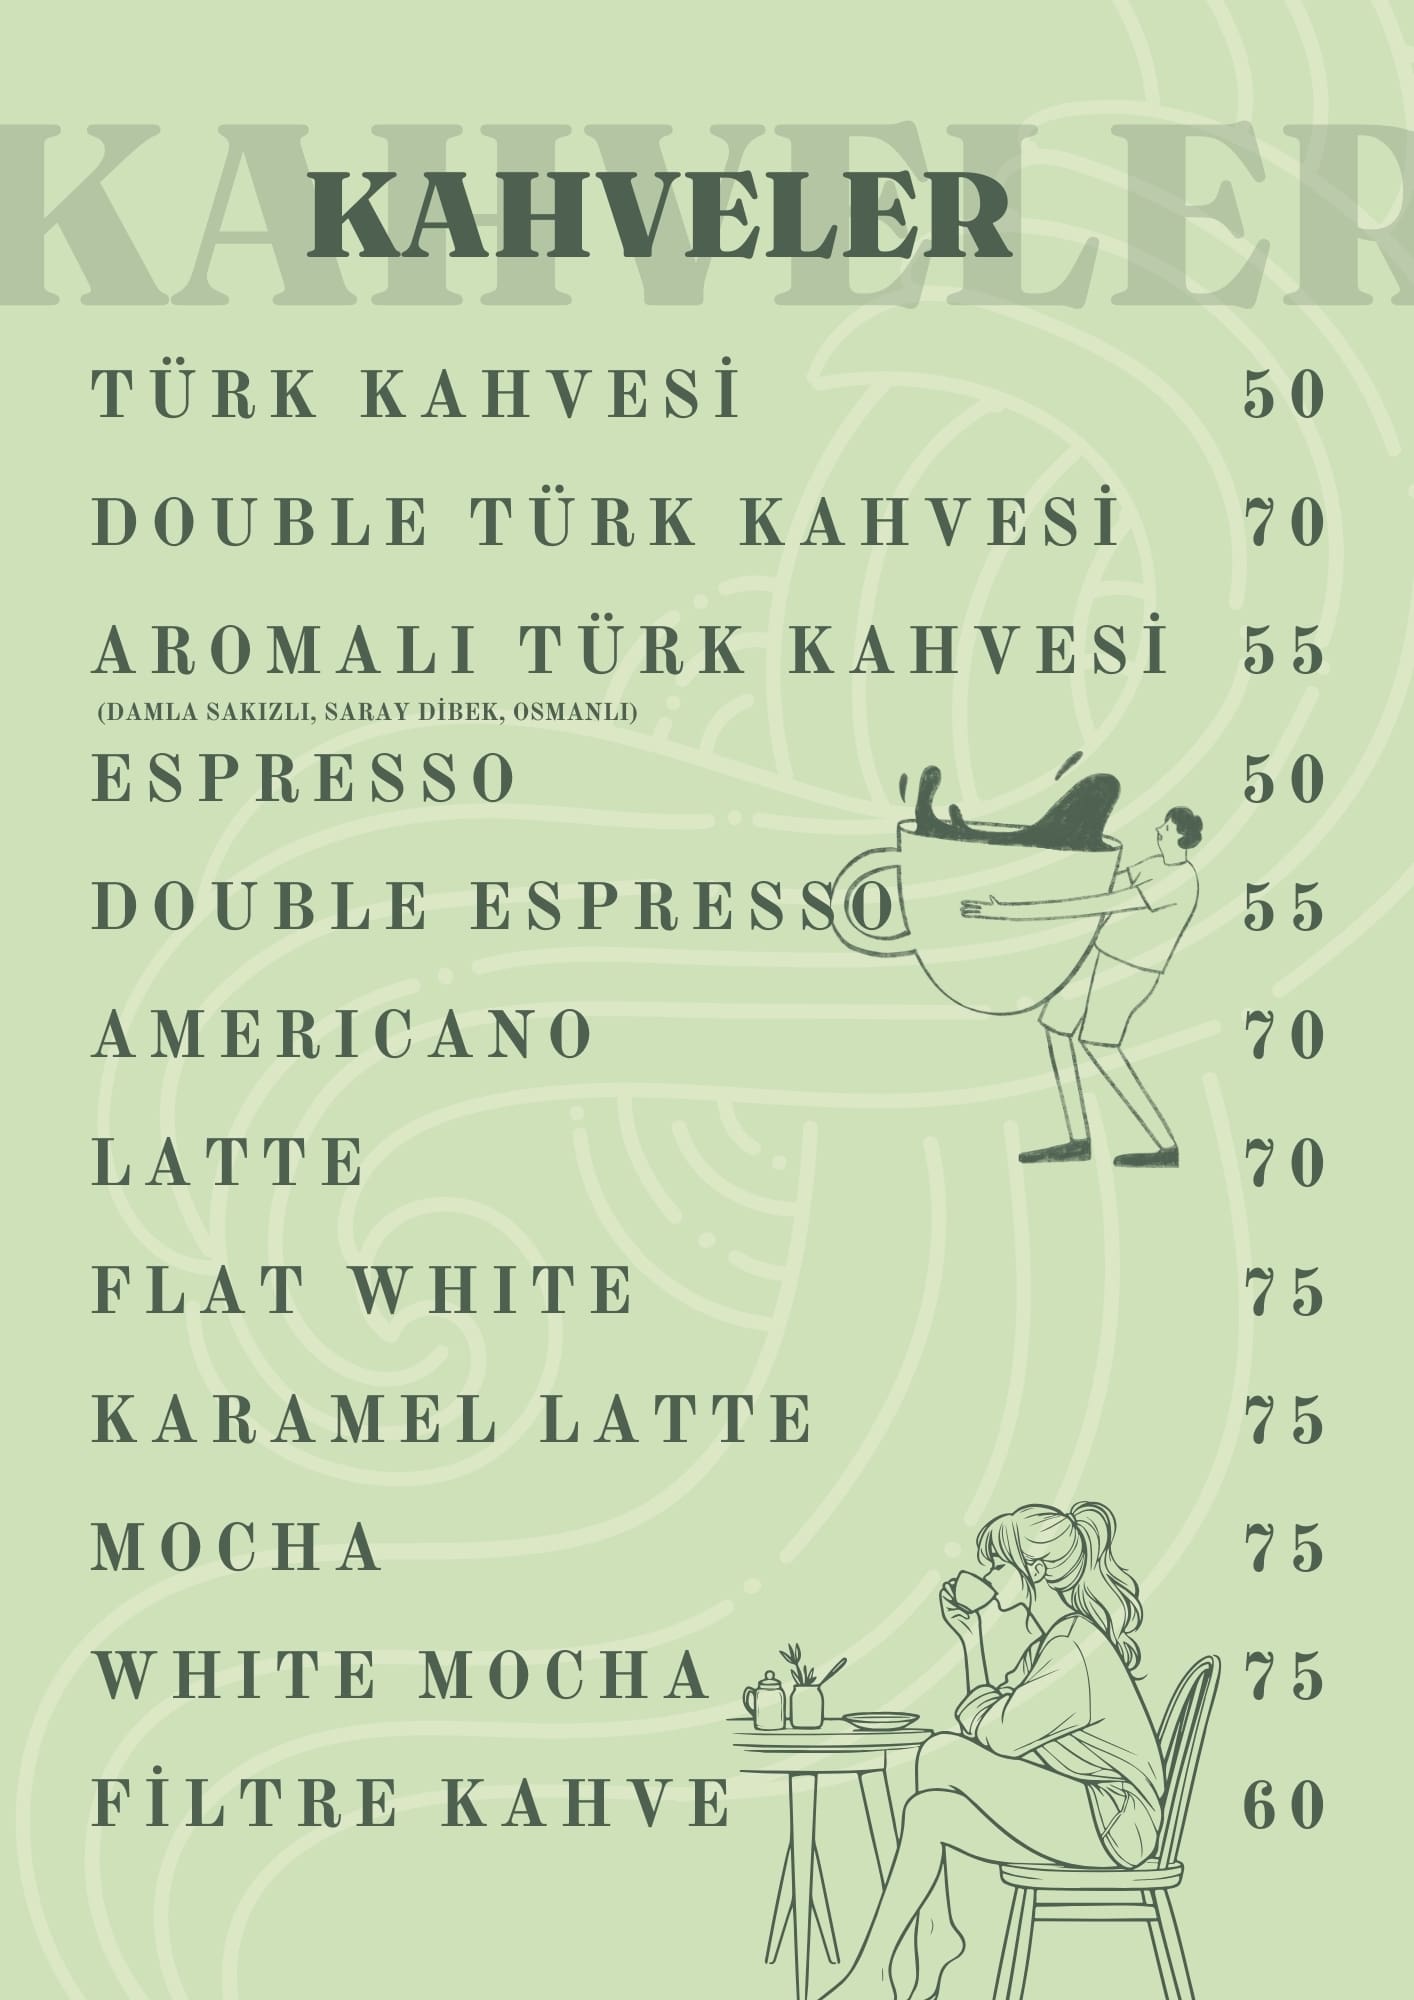 KAHVELER
KAHVELER
TÜRK KAHVESİ 50
DOUBLE TÜRK KAHVESİ 70
AROMALI TÜRK KAHVESİ 55
(DAMLA SAKIZLI, SARAY DİBEK, OSMANLI)
ESPRESSO 50
DOUBLE ESPRESSO 55
AMERICANO 70
LATTE 70
FLAT WHITE 75
KARAMEL LATTE 75
MOCHA 75
WHITE MOCHA 75
FİLTRE KAHVE 60